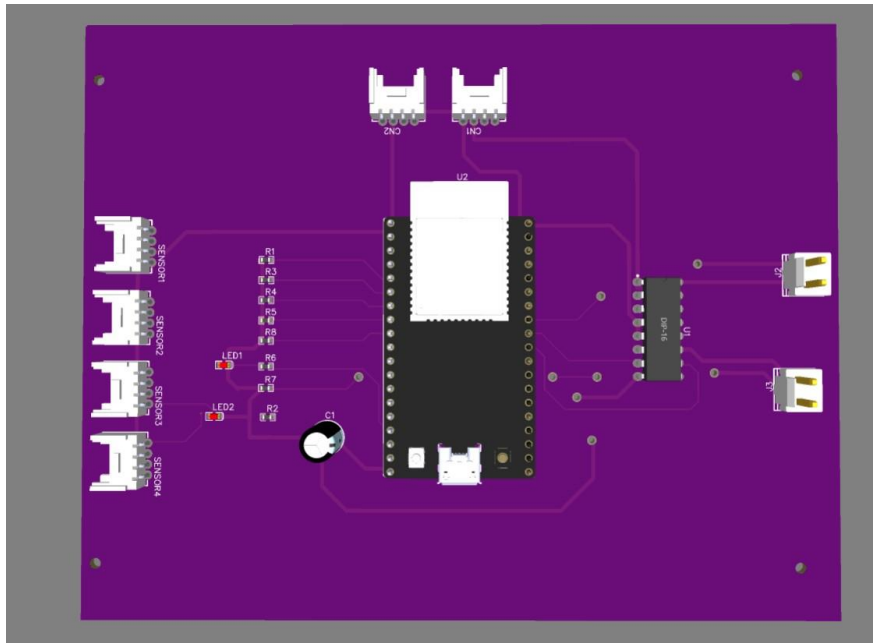 CN2
CN1
U2
SENSOR1
R1
R3
R4
R5
R8
R6
R7
R2
SENSOR2
LED1
SENSOR3
LED2
C1
SENSOR4
DIP-16
U1
J2
J3